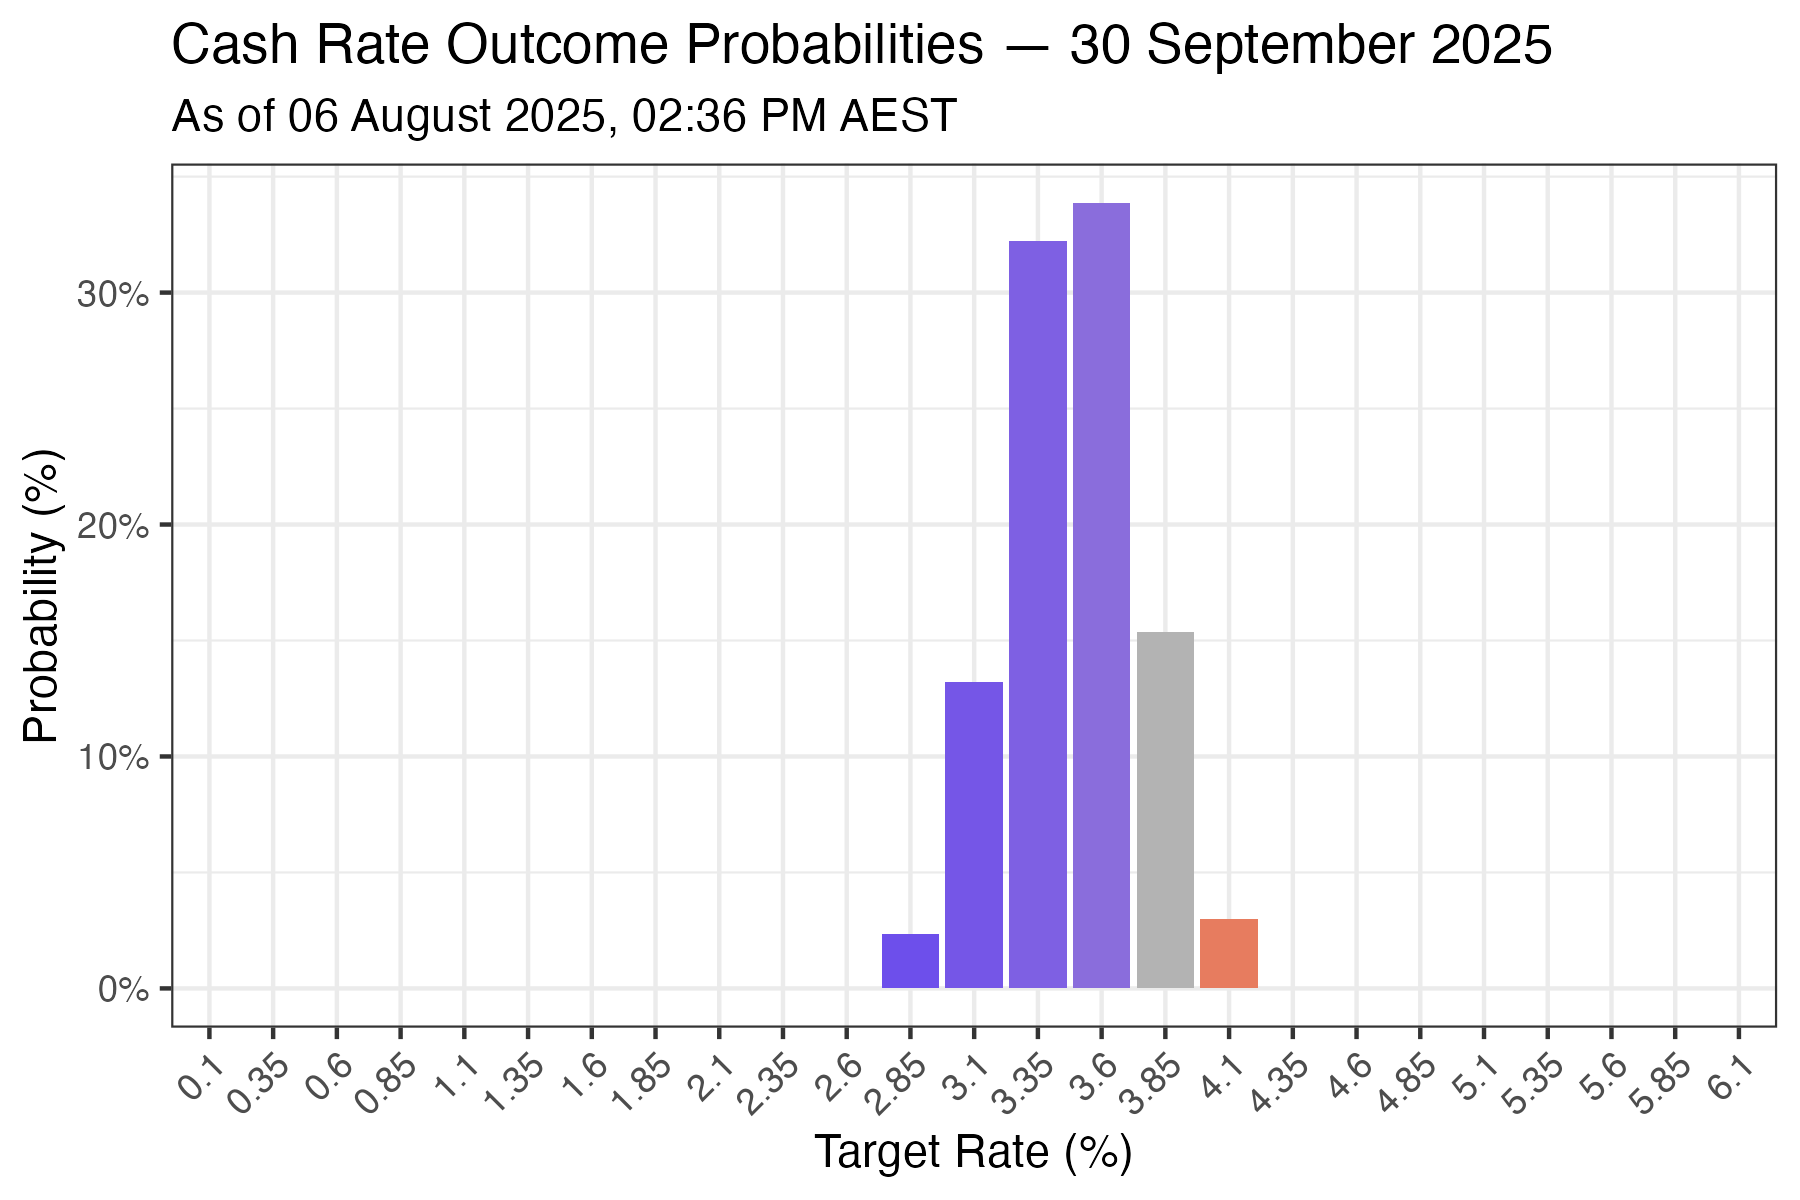 Cash Rate Outcome Probabilities — 30 September 2025
As of 06 August 2025, 02:36 PM AEST
Probability (%)
30%
20%
10%
0%
0.1 0.35 0.6 0.85 1.1 1.35 1.6 1.85 2.1 2.35 2.6 2.85 3.1 3.35 3.6 3.85 4.1 4.35 4.6 4.85 5.1 5.35 5.6 5.85 6.1
Target Rate (%)